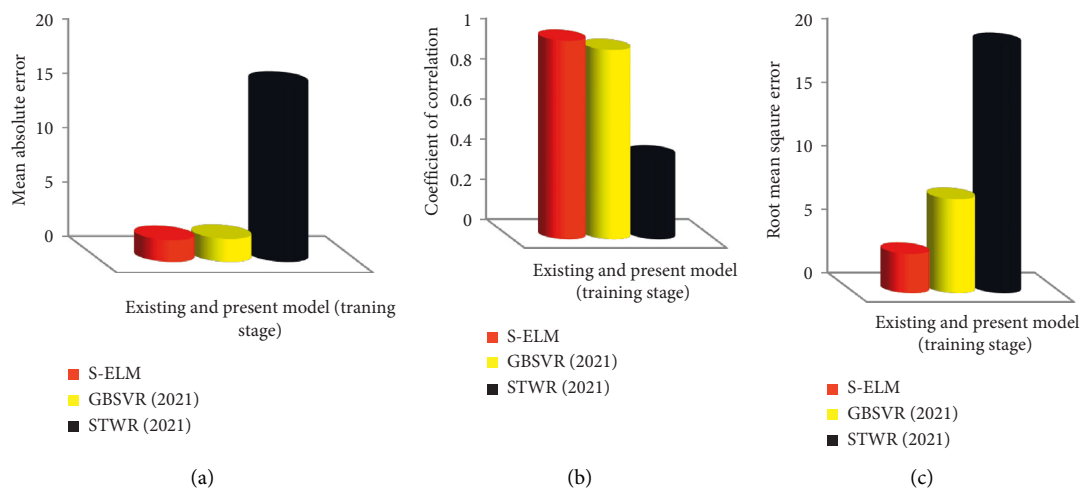 20
15
10
5
0
Mean absolute error
Existing and present model (traning
stage)
S-ELM
GBSVR (2021)
STWR (2021)
(a)
1
0.8
0.6
0.4
0.2
0
Coefficient of correlation
Existing and present model
(training stage)
S-ELM
GBSVR (2021)
STWR (2021)
(b)
20
15
10
5
0
Root mean sqaure error
Existing and present model
(training stage)
S-ELM
GBSVR (2021)
STWR (2021)
(c)